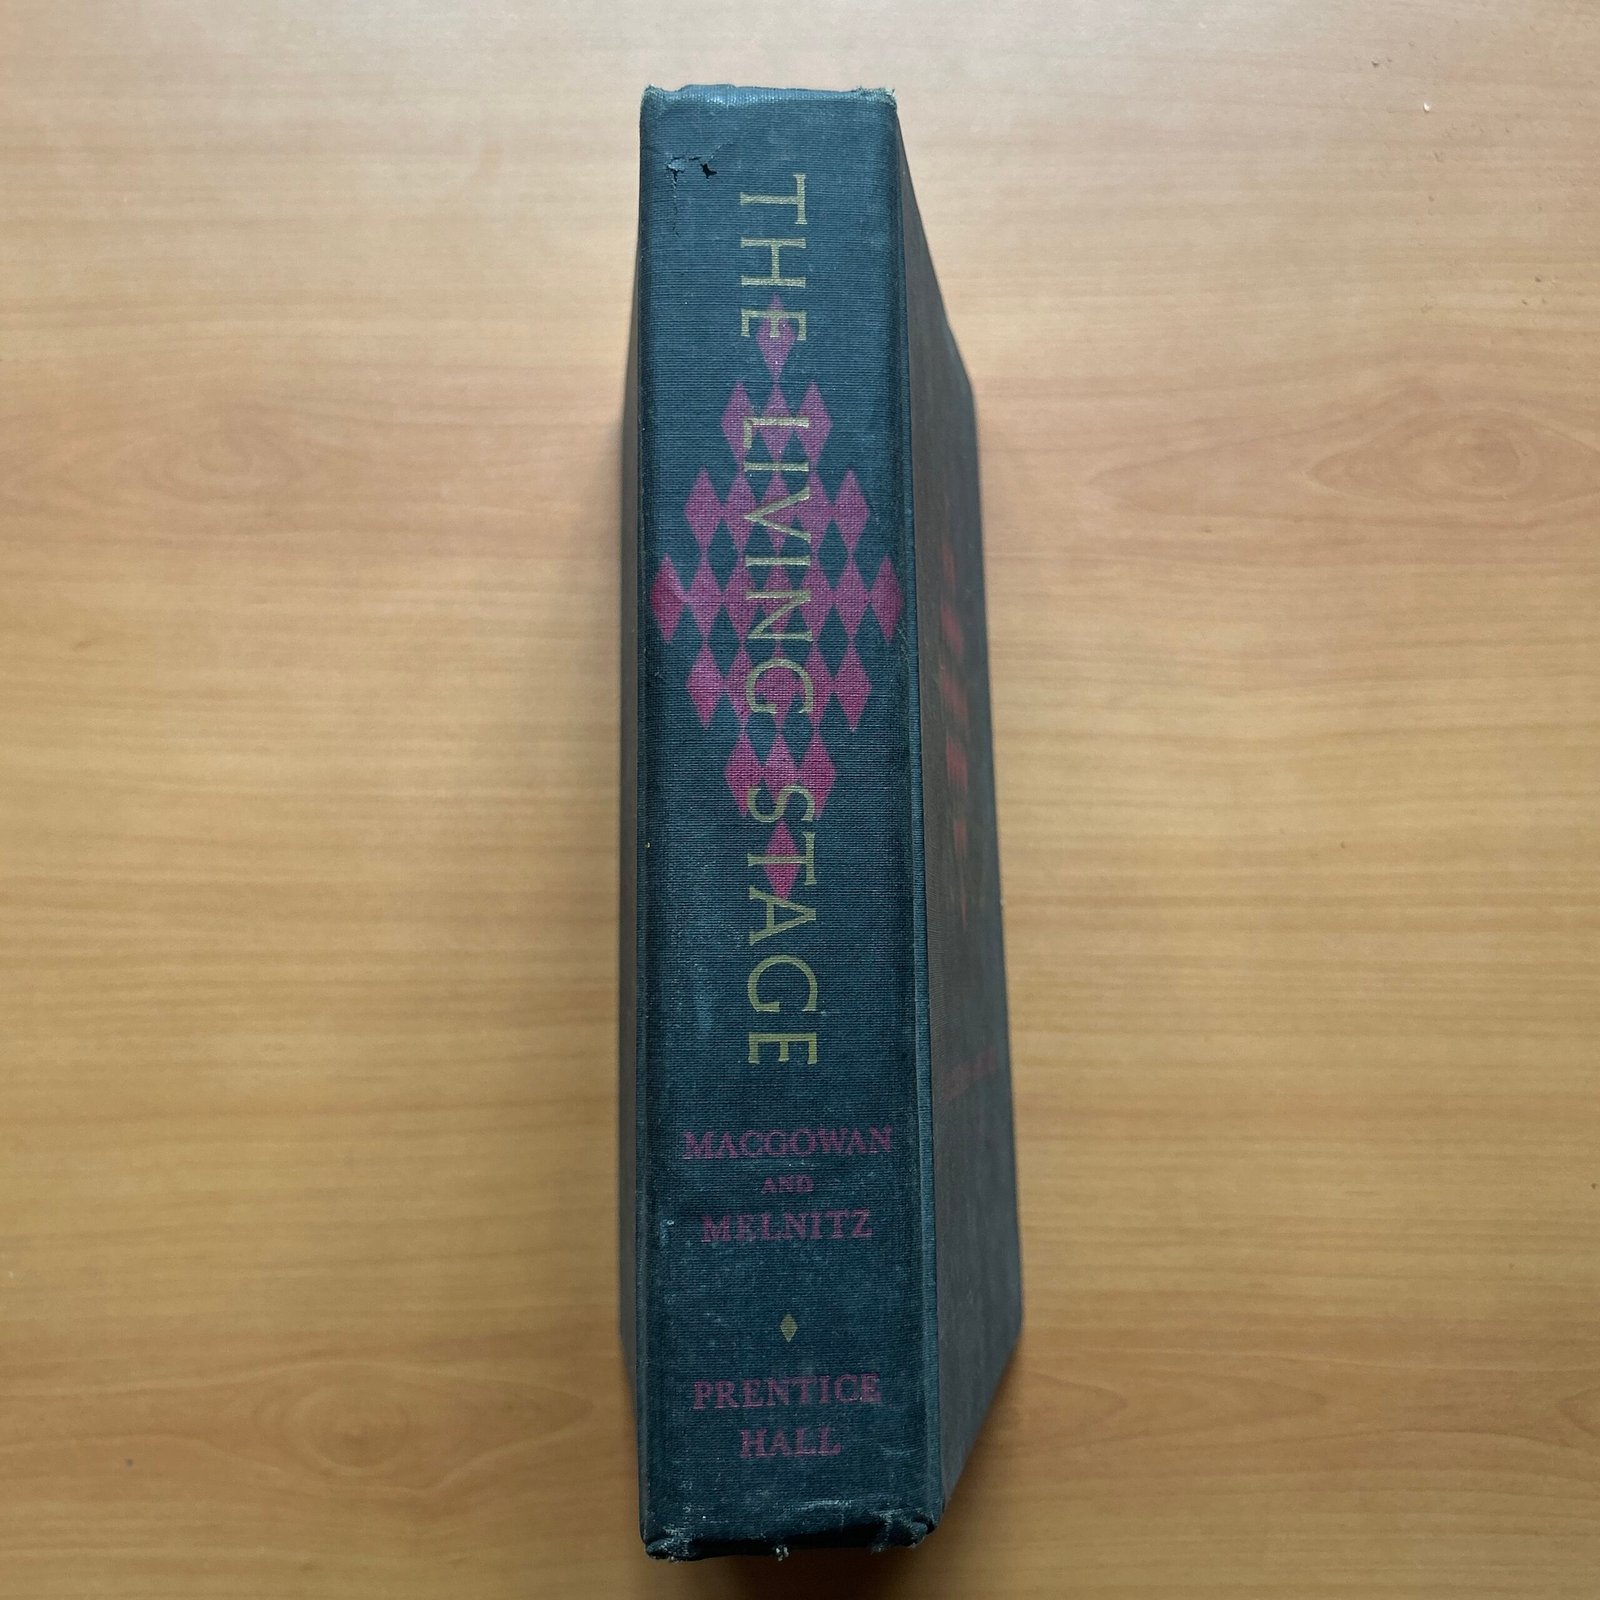 THE LIVING STAGE
MACGOWAN
AND
MELNITZ
PRENTICE
HALL